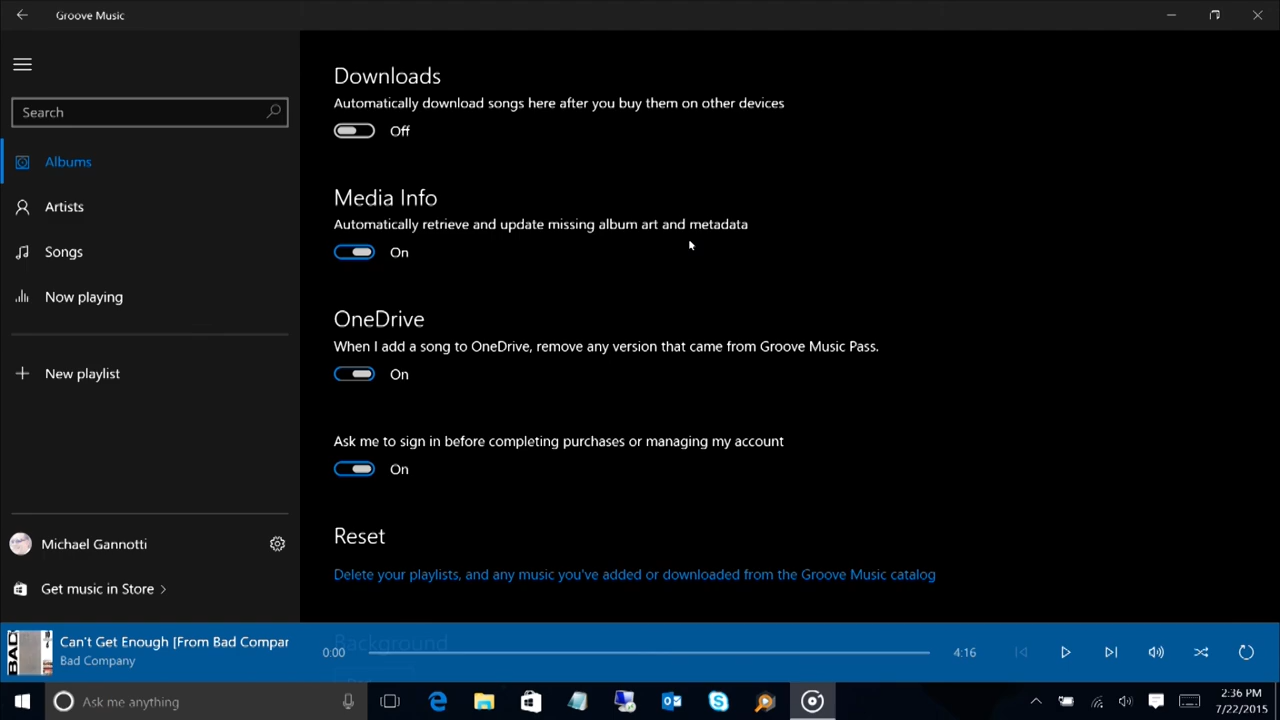 Groove Music
Search
Albums
Artists
Songs
Now playing
New playlist
Michael Gannotti
Get music in Store
Downloads
Automatically download songs here after you buy them on other devices
Off
Media Info
Automatically retrieve and update missing album art and metadata
On
OneDrive
When I add a song to OneDrive, remove any version that came from Groove Music Pass.
On
Ask me to sign in before completing purchases or managing my account
On
Reset
Delete your playlists, and any music you've added or downloaded from the Groove Music catalog
Background
BAD
Can't Get Enough [From Bad Compar
Bad Company
0:00
4:16
Ask me anything
2:36 PM
7/22/2015